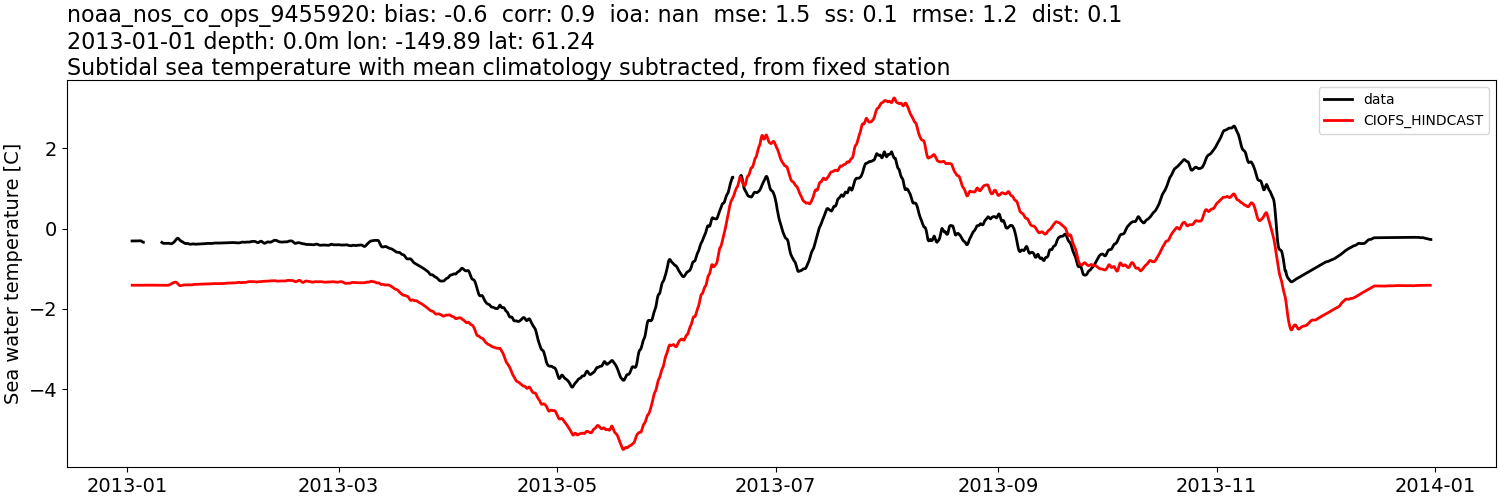 noaa_nos_co_ops_9455920: bias: -0.6  corr: 0.9  ioa: nan  mse: 1.5  ss: 0.1  rmse: 1.2  dist: 0.1
2013-01-01 depth: 0.0m lon: -149.89 lat: 61.24
Subtidal sea temperature with mean climatology subtracted, from fixed station
data
CIOFS_HINDCAST
Sea water temperature [C]
2
0
−2
−4
2013-01 2013-03 2013-05 2013-07 2013-09 2013-11 2014-01